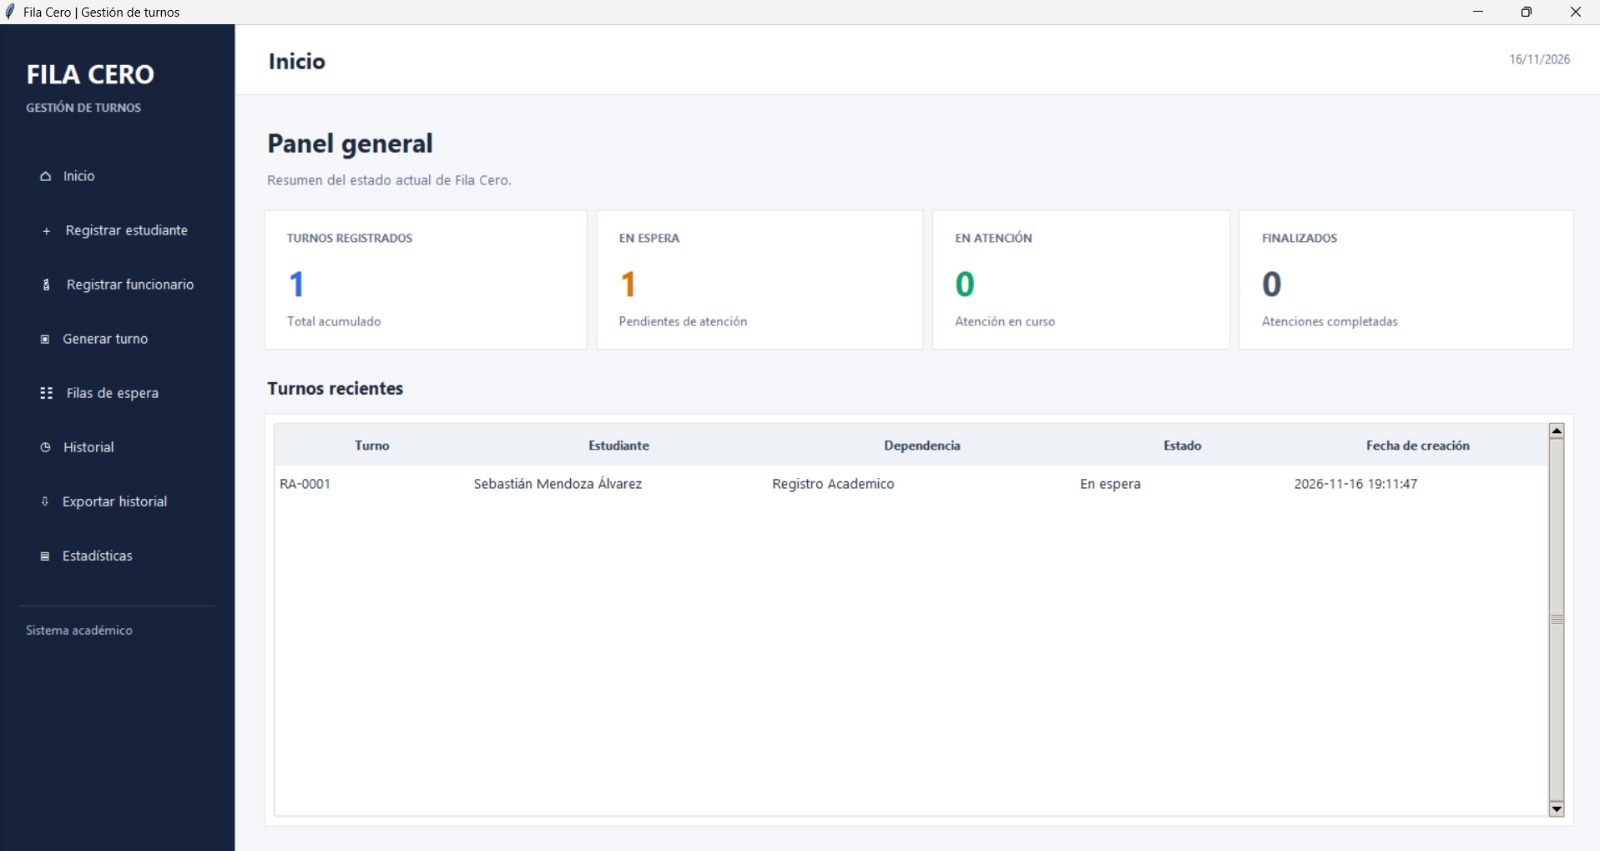 Fila Cero | Gestión de turnos
FILA CERO
GESTIÓN DE TURNOS
Inicio
Registrar estudiante
Registrar funcionario
Generar turno
Filas de espera
Historial
Exportar historial
Estadísticas
Sistema académico
Inicio
16/11/2026
Panel general
Resumen del estado actual de Fila Cero.
TURNOS REGISTRADOS
1
Total acumulado
EN ESPERA
1
Pendientes de atención
EN ATENCIÓN
0
Atención en curso
FINALIZADOS
0
Atenciones completadas
Turnos recientes
Turno Estudiante Dependencia Estado Fecha de creación
RA-0001 Sebastián Mendoza Álvarez Registro Academico En espera 2026-11-16 19:11:47